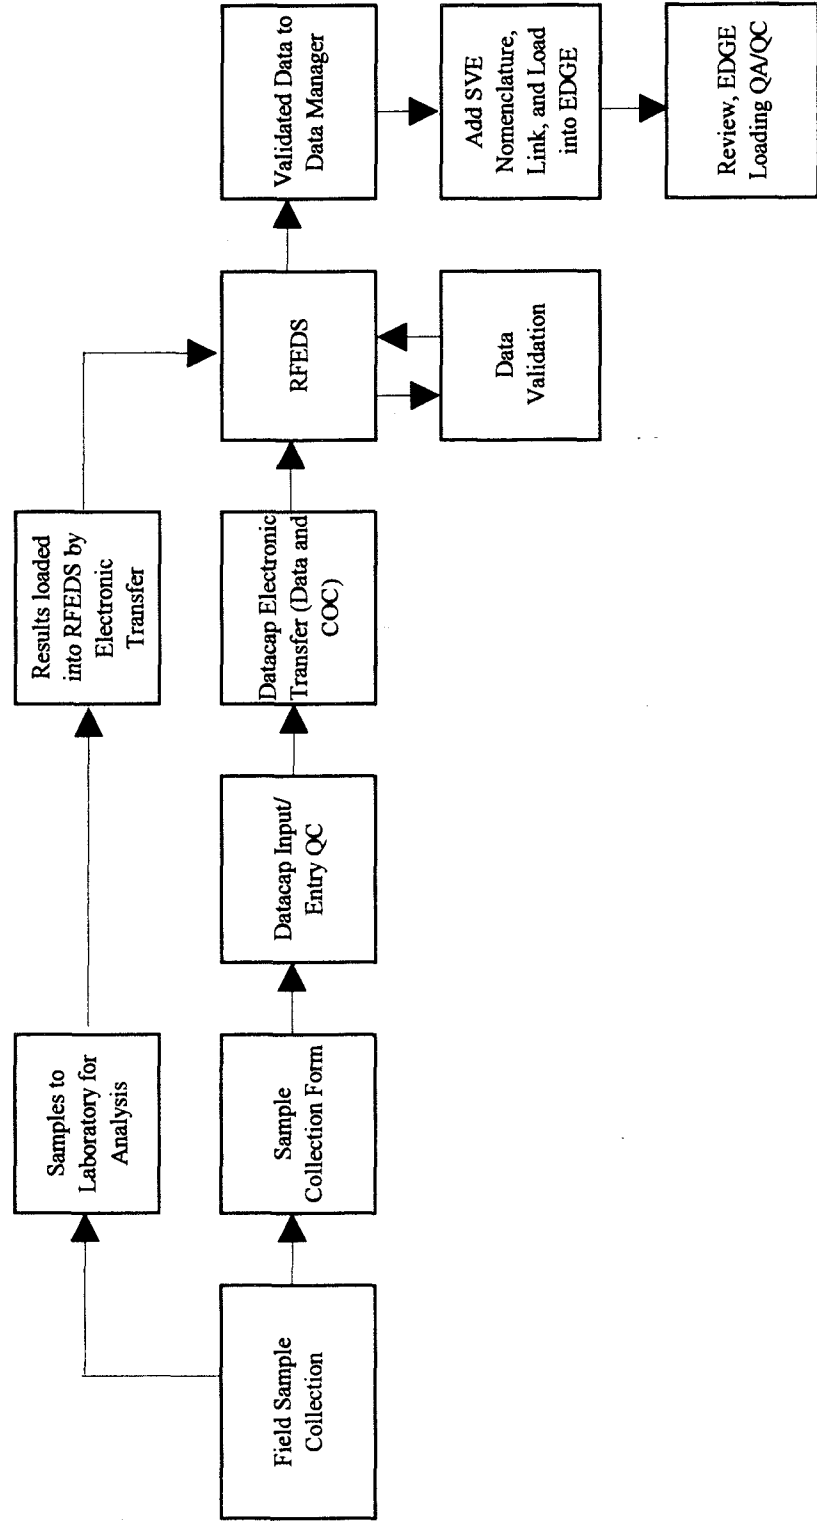 Samples to
Laboratory for
Analysis
Results loaded
into RFEDS by
Electronic
Transfer
Field Sample
Collection
Sample
Collection Form
Datacap Input/
Entry QC
Datacap Electronic
Transfer (Data and
COC)
RFEDS
Validated Data to
Data Manager
Data
Validation
Add SVE
Nomenclature,
Link, and Load
into EDGE
Review, EDGE
Loading QA/QC